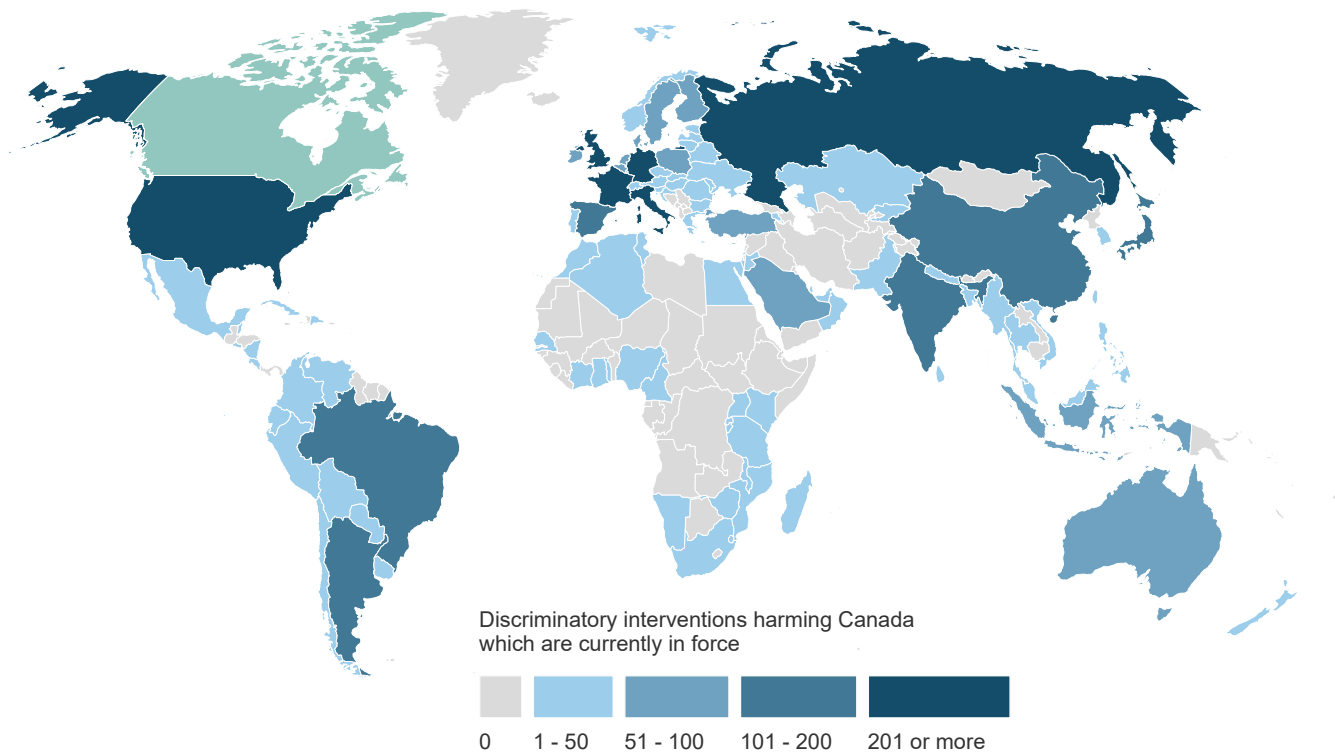 Discriminatory interventions harming Canada
which are currently in force
0 1 - 50 51 - 100 101 - 200 201 or more